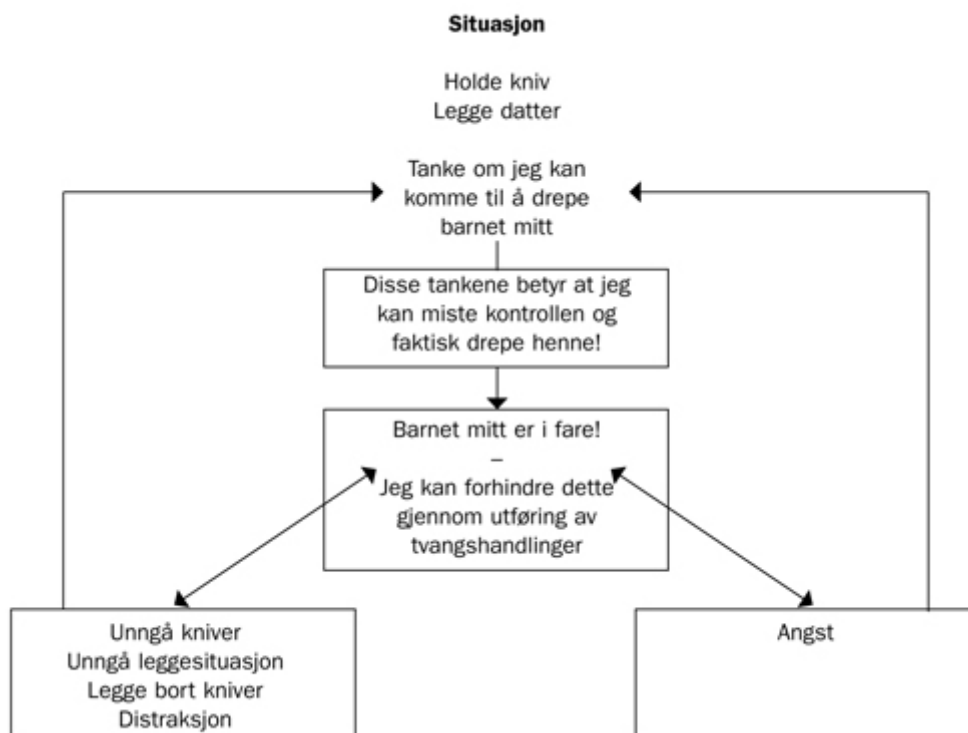 Situasjon
Holde kniv
Legge datter
Tanke om jeg kan
komme til å drepe
barnet mitt
Disse tankene betyr at jeg
kan miste kontrollen og
faktisk drepe henne!
Barnet mitt er i fare!
–
Jeg kan forhindre dette
gjennom utføring av
tvangshandlinger
Unngå kniver
Unngå leggesituasjon
Legge bort kniver
Distraksjon
Angst